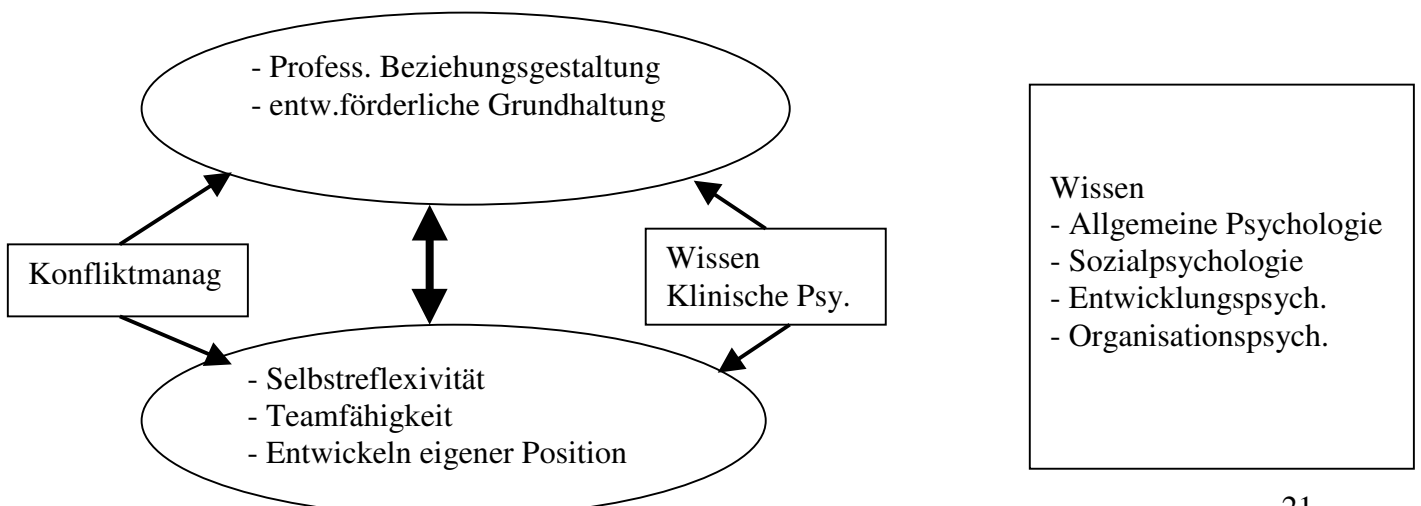 - Profess. Beziehungsgestaltung
- entw.förderliche Grundhaltung
Konfliktmanag
Wissen
Klinische Psy.
- Selbstreflexivität
- Teamfähigkeit
- Entwickeln eigener Position
Wissen
- Allgemeine Psychologie
- Sozialpsychologie
- Entwicklungspsych.
- Organisationspsych.
21